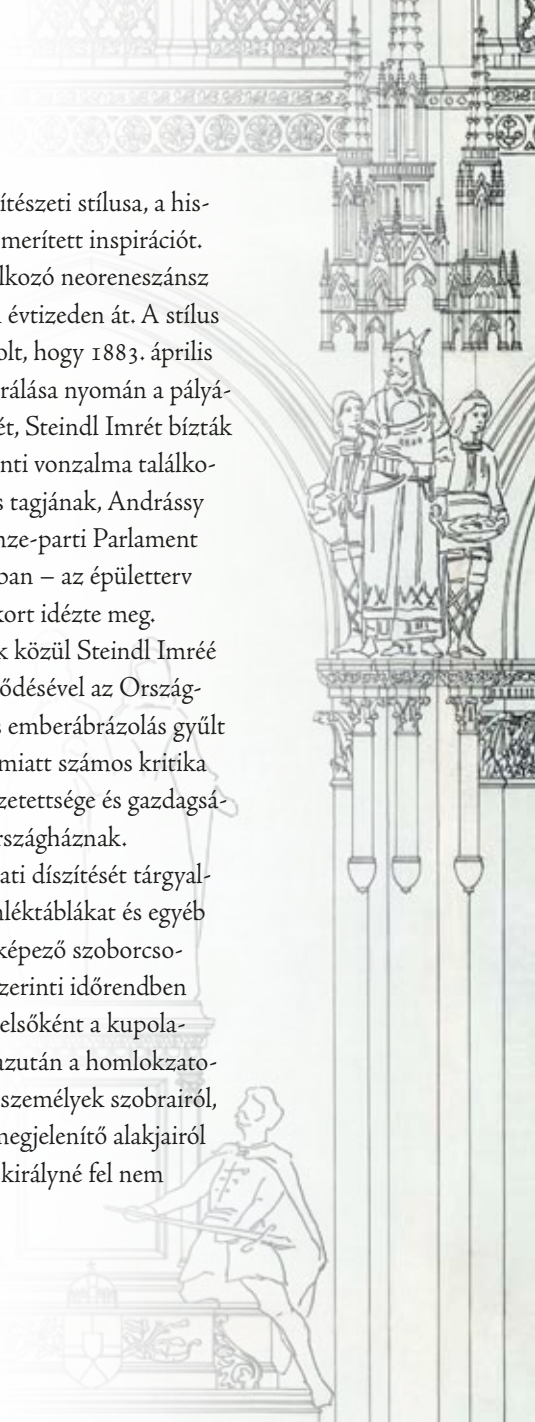 ítészeti stílusa, a his-
merített inspirációt.
lkozó neoreneszánsz
évtizeden át. A stílus
olt, hogy 1883. április
rálása nyomán a pályá-
ét, Steindl Imrét bízták
nti vonzalma találko-
s tagjának, Andrássy
nze-parti Parlament
ban – az épületterv
kort idézte meg.
k közül Steindl Imréé
ődésével az Ország-
s emberábrázolás gyűlt
miatt számos kritika
zetettsége és gazdagsá-
rszágháznak.
ati díszítését tárgyal-
léktáblákat és egyéb
képező szoborcso-
zerinti időrendben
elsőként a kupola-
zután a homlokzato-
személyek szobrairól,
megjelenítő alakjairól
királyné fel nem